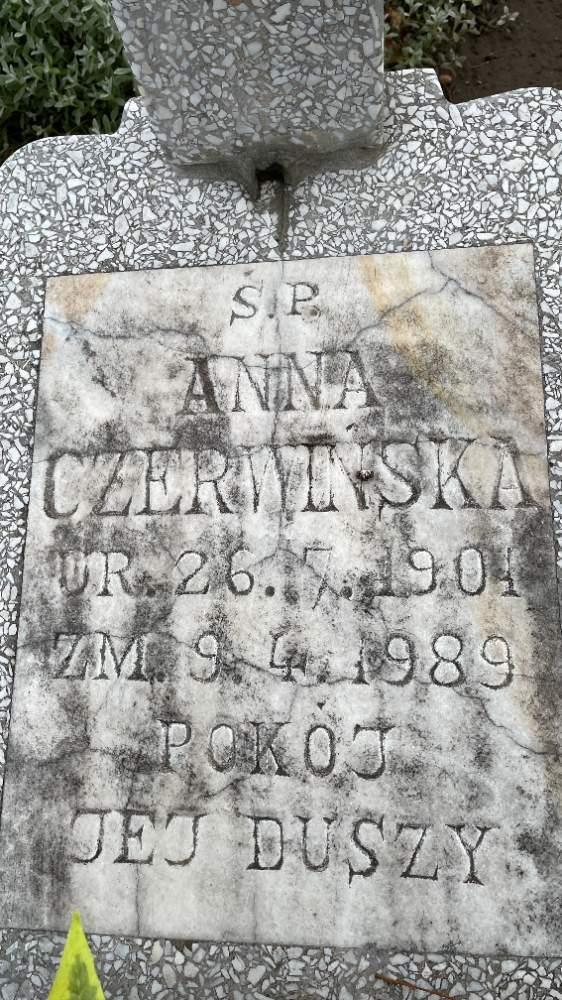 Ś.P.
ANNA
CZERWIŃSKA
UR. 26. 7. 1901
ZM. 9. 4. 1989
POKÓJ
JEJ DUSZY